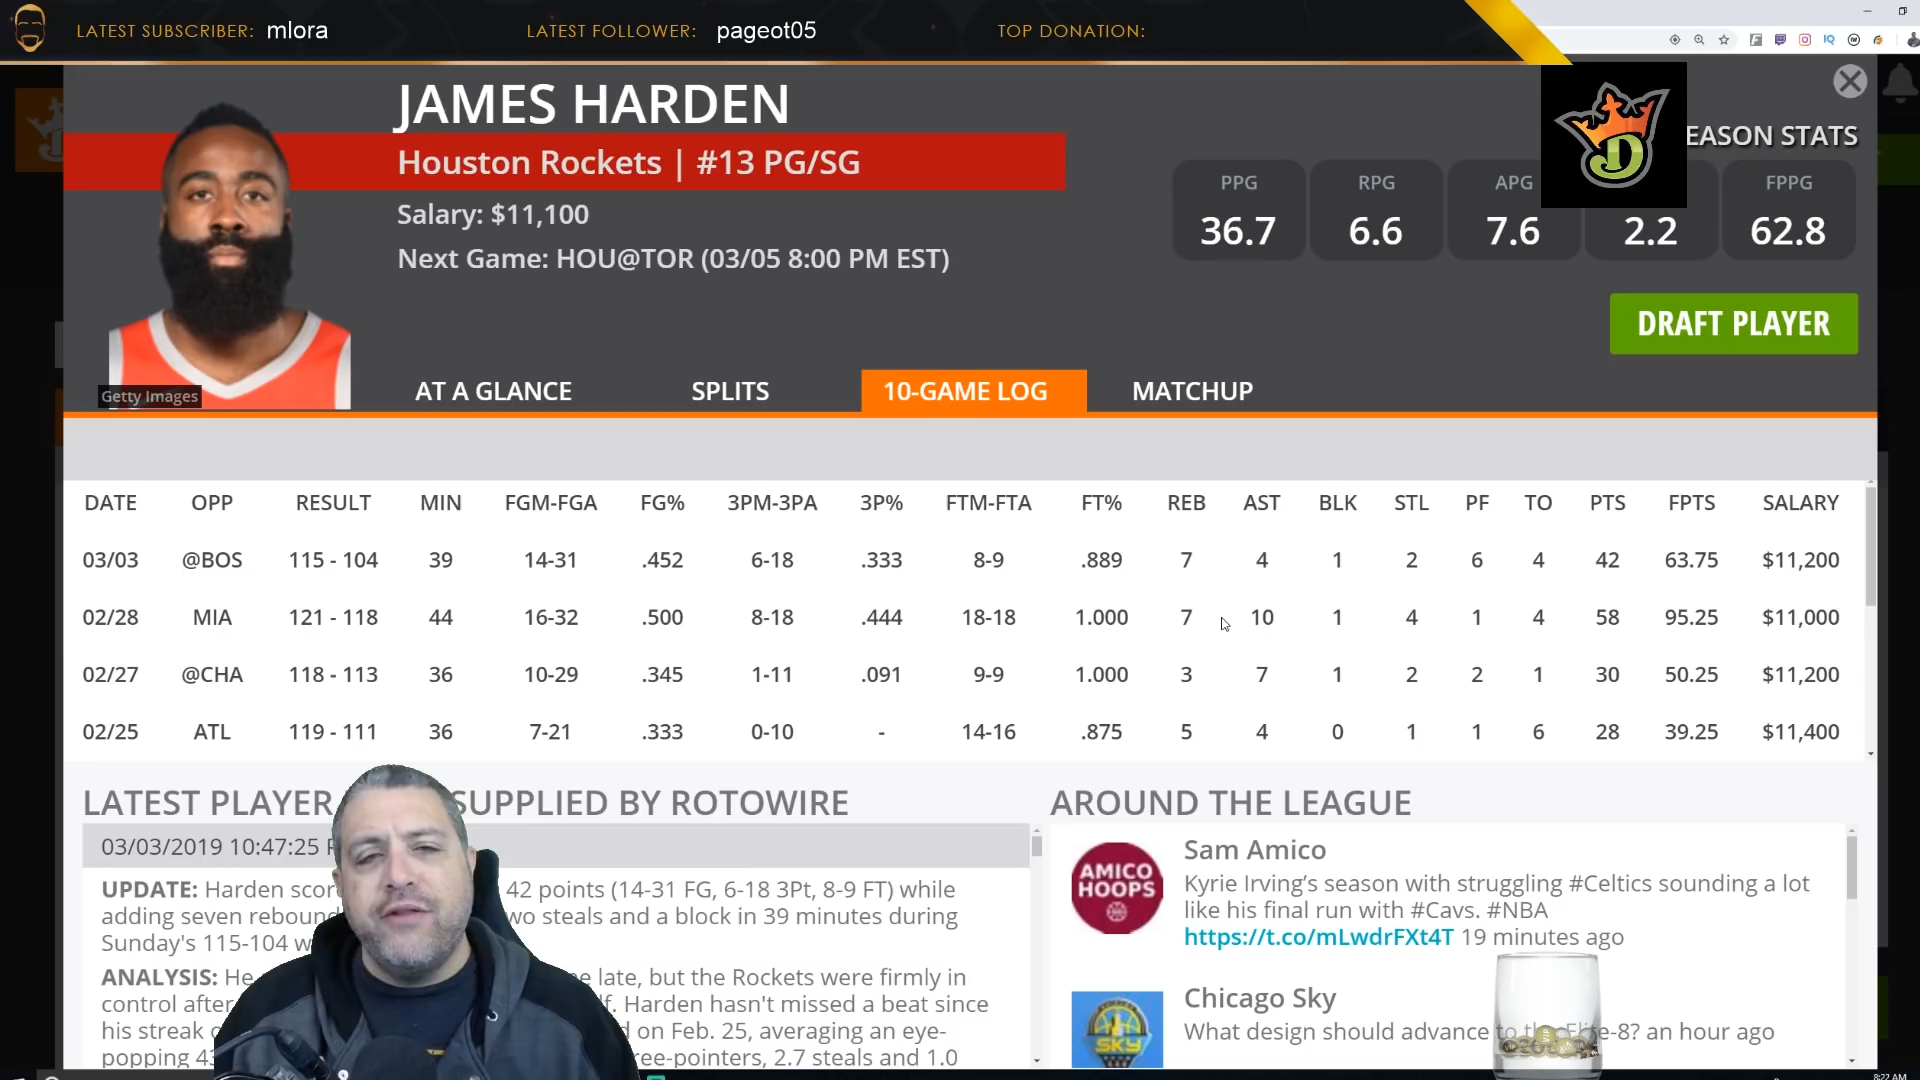 LATEST SUBSCRIBER: mlora
LATEST FOLLOWER: pageot05
TOP DONATION:
JAMES HARDEN
Houston Rockets | #13 PG/SG
Salary: $11,100
Next Game: HOU@TOR (03/05 8:00 PM EST)
Getty Images
EASON STATS
PPG RPG APG FPPG
36.7 6.6 7.6 2.2 62.8
DRAFT PLAYER
AT A GLANCE SPLITS 10-GAME LOG MATCHUP
DATE OPP RESULT MIN FGM-FGA FG% 3PM-3PA 3P% FTM-FTA FT% REB AST BLK STL PF TO PTS FPTS SALARY
03/03 @BOS 115 - 104 39 14-31 .452 6-18 .333 8-9 .889 7 4 1 2 6 4 42 63.75 $11,200
02/28 MIA 121 - 118 44 16-32 .500 8-18 .444 18-18 1.000 7 10 1 4 1 4 58 95.25 $11,000
02/27 @CHA 118 - 113 36 10-29 .345 1-11 .091 9-9 1.000 3 7 1 2 2 1 30 50.25 $11,200
02/25 ATL 119 - 111 36 7-21 .333 0-10 - 14-16 .875 5 4 0 1 1 6 28 39.25 $11,400
LATEST PLAYER SUPPLIED BY ROTOWIRE
03/03/2019 10:47:25
UPDATE: Harden 42 points (14-31 FG, 6-18 3Pt, 8-9 FT) while
adding seven steals and a block in 39 minutes during
Sunday's 115-104
ANALYSIS: late, but the Rockets were firmly in
control Harden hasn't missed a beat since
his streak on Feb. 25, averaging an eye-
popping 2.7 steals and 1.0
AROUND THE LEAGUE
AMICO
HOOPS
Sam Amico
Kyrie Irving's season with struggling #Celtics sounding a lot
like his final run with #Cavs. #NBA
https://t.co/mLwdrFXt4T 19 minutes ago
SKY
Chicago Sky
What design should advance to the Elite-8? an hour ago
8:22 AM